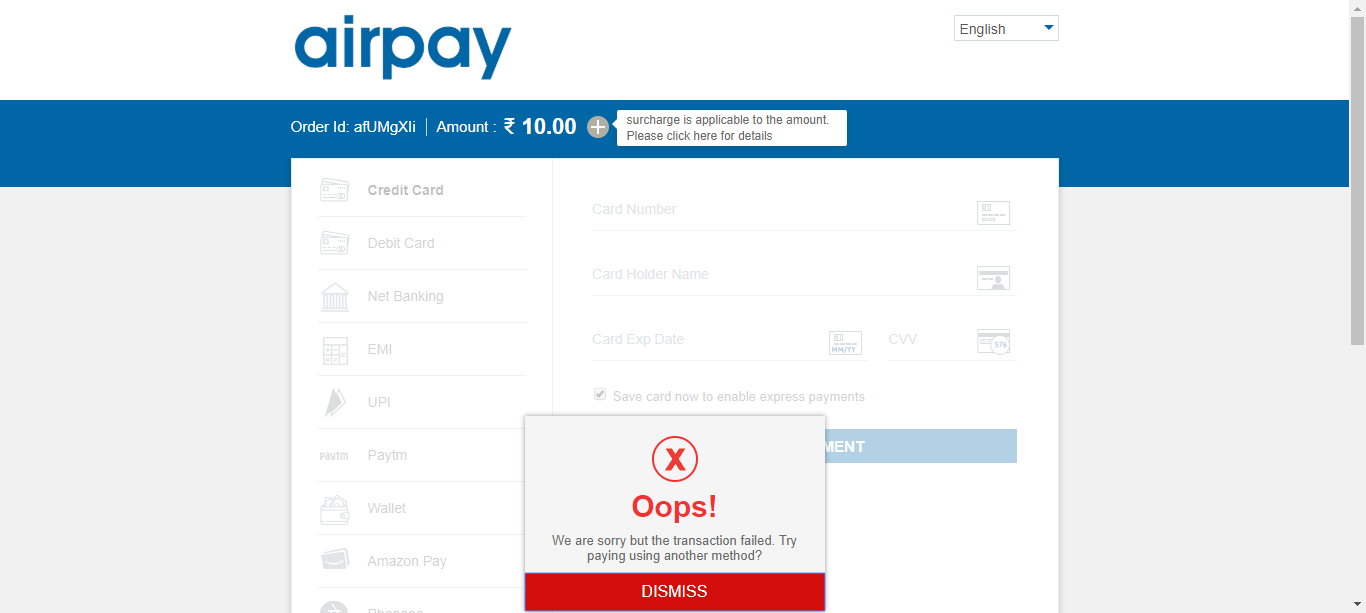 airpay
English
Order Id: afUMgXIi | Amount : ₹ 10.00
surcharge is applicable to the amount.
Please click here for details
Credit Card
Debit Card
Net Banking
EMI
UPI
Paytm
Paytm
Wallet
Amazon Pay
Phonepe
Card Number
Card Holder Name
Card Exp Date
MM/YY
CVV
576
Save card now to enable express payments
MENT
X
Oops!
We are sorry but the transaction failed. Try
paying using another method?
DISMISS